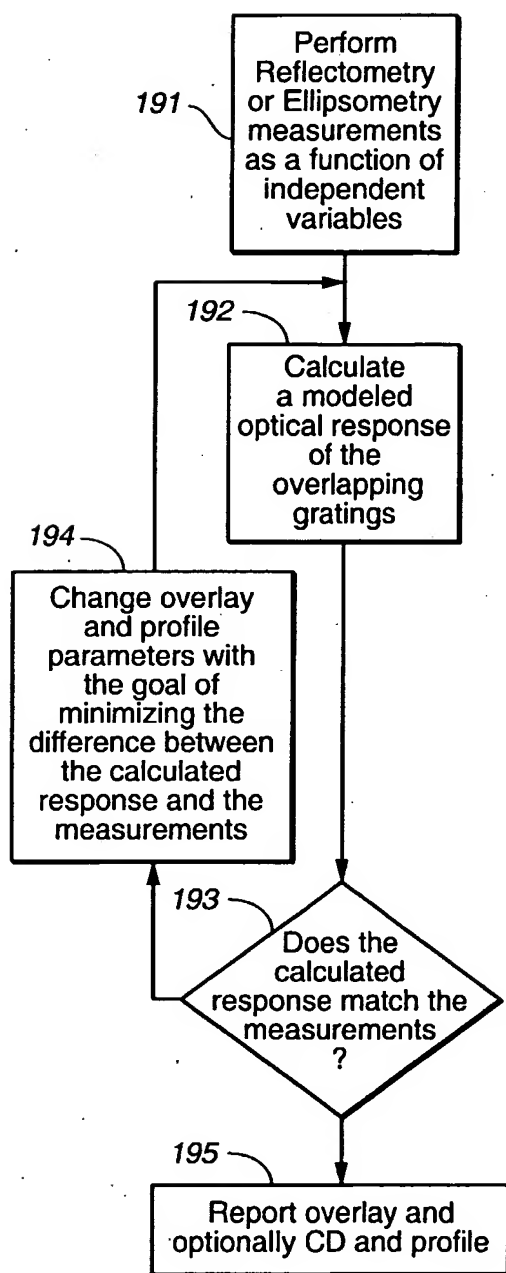 191
Perform
Reflectometry
or Ellipsometry
measurements
as a function of
independent
variables
192
Calculate
a modeled
optical response
of the
overlapping
gratings
194
Change overlay
and profile
parameters with
the goal of
minimizing the
difference between
the calculated
response and the
measurements
193
Does the
calculated
response match the
measurements
?
195
Report overlay and
optionally CD and profile